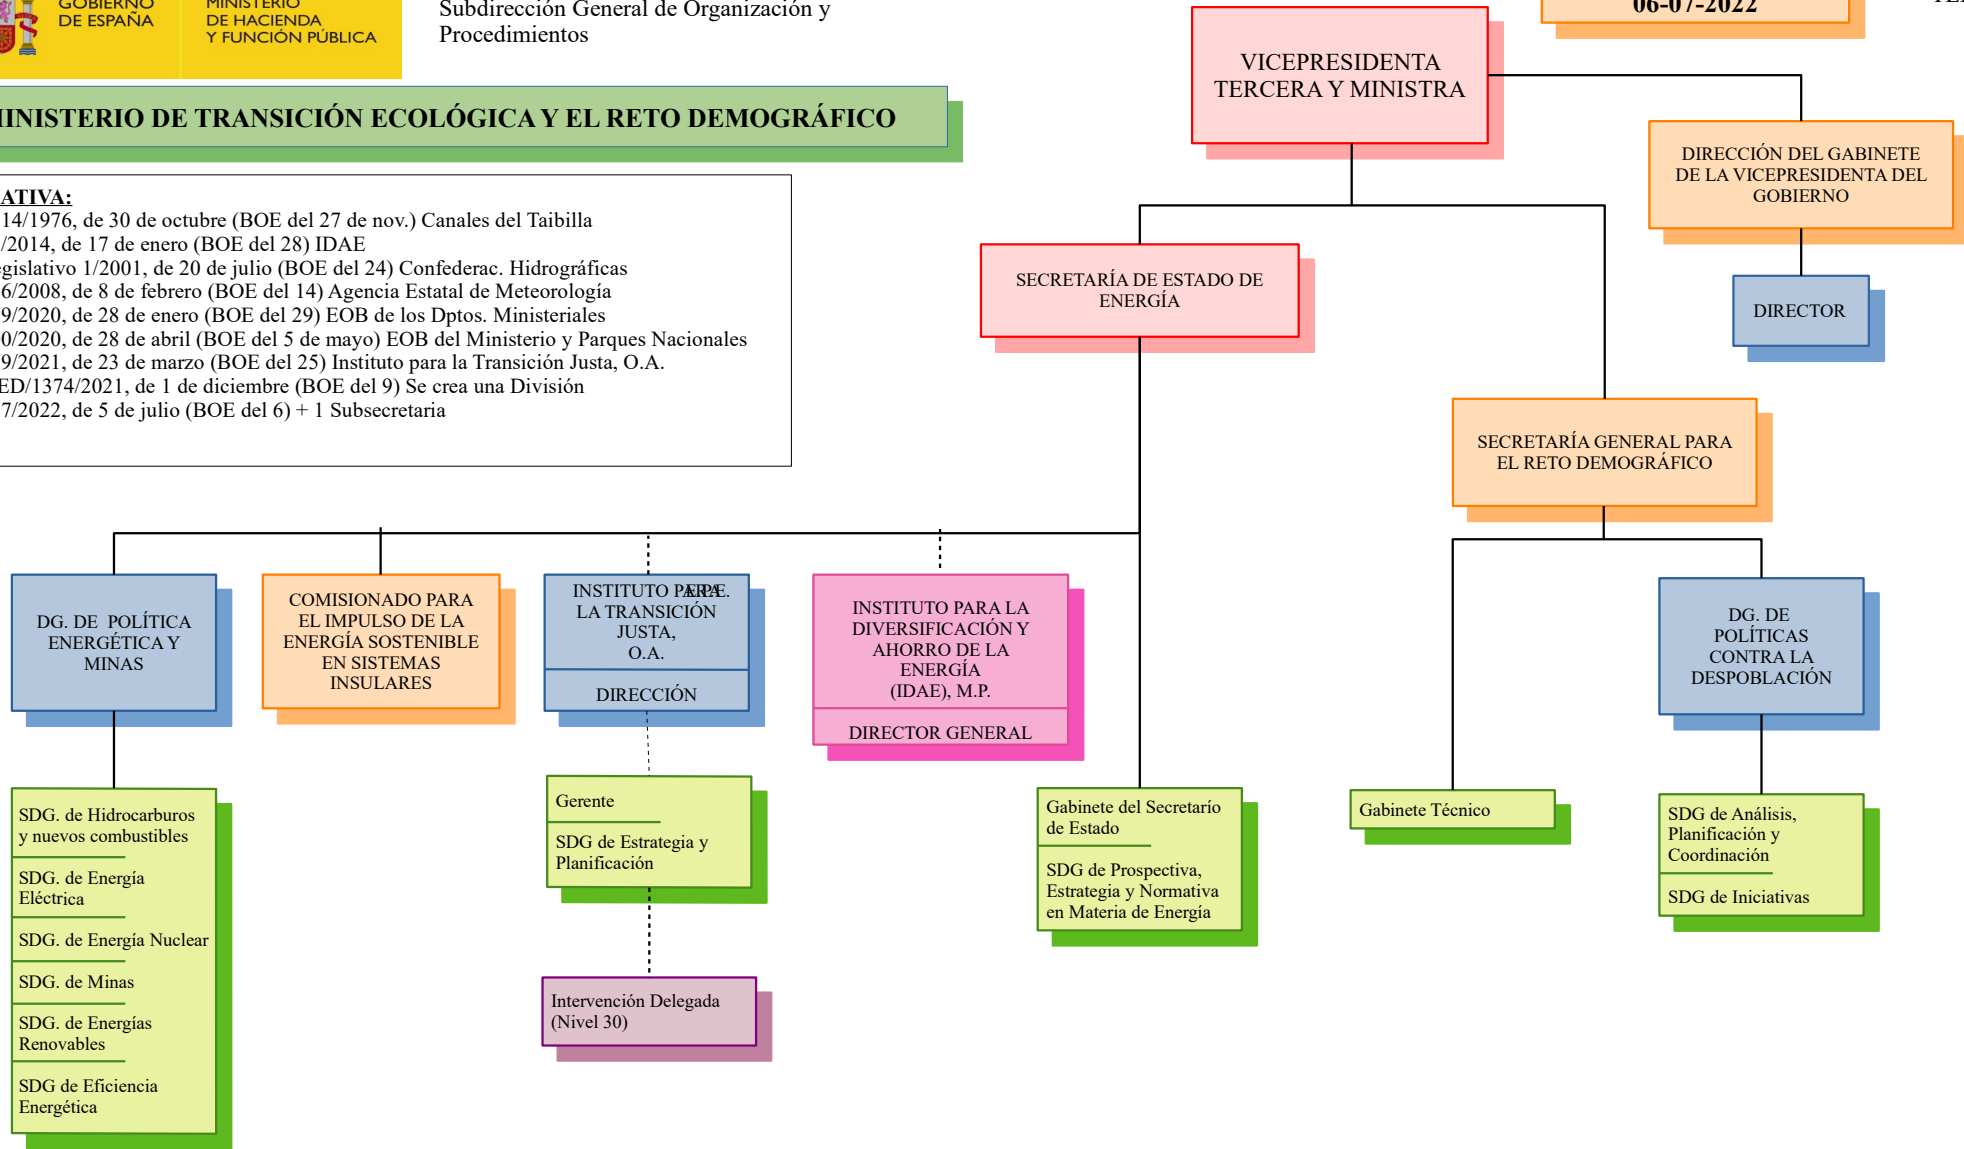 GOBIERNO
DE ESPAÑA
MINISTERIO
DE HACIENDA
Y FUNCIÓN PÚBLICA
Subdirección General de Organización y
Procedimientos
06-07-2022
MINISTERIO DE TRANSICIÓN ECOLÓGICA Y EL RETO DEMOGRÁFICO
ATIVA:
14/1976, de 30 de octubre (BOE del 27 de nov.) Canales del Taibilla
/2014, de 17 de enero (BOE del 28) IDAE
egislativo 1/2001, de 20 de julio (BOE del 24) Confederac. Hidrográficas
6/2008, de 8 de febrero (BOE del 14) Agencia Estatal de Meteorología
9/2020, de 28 de enero (BOE del 29) EOB de los Dptos. Ministeriales
0/2020, de 28 de abril (BOE del 5 de mayo) EOB del Ministerio y Parques Nacionales
9/2021, de 23 de marzo (BOE del 25) Instituto para la Transición Justa, O.A.
ED/1374/2021, de 1 de diciembre (BOE del 9) Se crea una División
7/2022, de 5 de julio (BOE del 6) + 1 Subsecretaria
VICEPRESIDENTA
TERCERA Y MINISTRA
DIRECCIÓN DEL GABINETE
DE LA VICEPRESIDENTA DEL
GOBIERNO
DIRECTOR
SECRETARÍA DE ESTADO DE
ENERGÍA
SECRETARÍA GENERAL PARA
EL RETO DEMOGRÁFICO
DG. DE POLÍTICA
ENERGÉTICA Y
MINAS
COMISIONADO PARA
EL IMPULSO DE LA
ENERGÍA SOSTENIBLE
EN SISTEMAS
INSULARES
INSTITUTO PARA
E.P.E.
LA TRANSICIÓN
JUSTA,
O.A.
DIRECCIÓN
INSTITUTO PARA LA
DIVERSIFICACIÓN Y
AHORRO DE LA
ENERGÍA
(IDAE), M.P.
DIRECTOR GENERAL
DG. DE
POLÍTICAS
CONTRA LA
DESPOBLACIÓN
SDG. de Hidrocarburos
y nuevos combustibles
SDG. de Energía
Eléctrica
SDG. de Energía Nuclear
SDG. de Minas
SDG. de Energías
Renovables
SDG de Eficiencia
Energética
Gerente
SDG de Estrategia y
Planificación
Intervención Delegada
(Nivel 30)
Gabinete del Secretarío
de Estado
SDG de Prospectiva,
Estrategia y Normativa
en Materia de Energía
Gabinete Técnico
SDG de Análisis,
Planificación y
Coordinación
SDG de Iniciativas